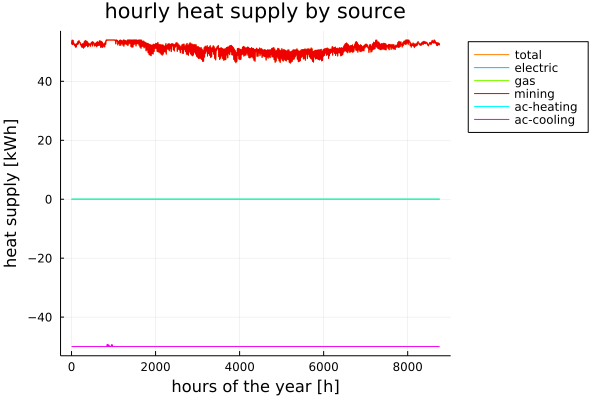 hourly heat supply by source
heat supply [kWh]
40
20
0
−20
−40
0 2000 4000 6000 8000
hours of the year [h]
total
electric
gas
mining
ac-heating
ac-cooling